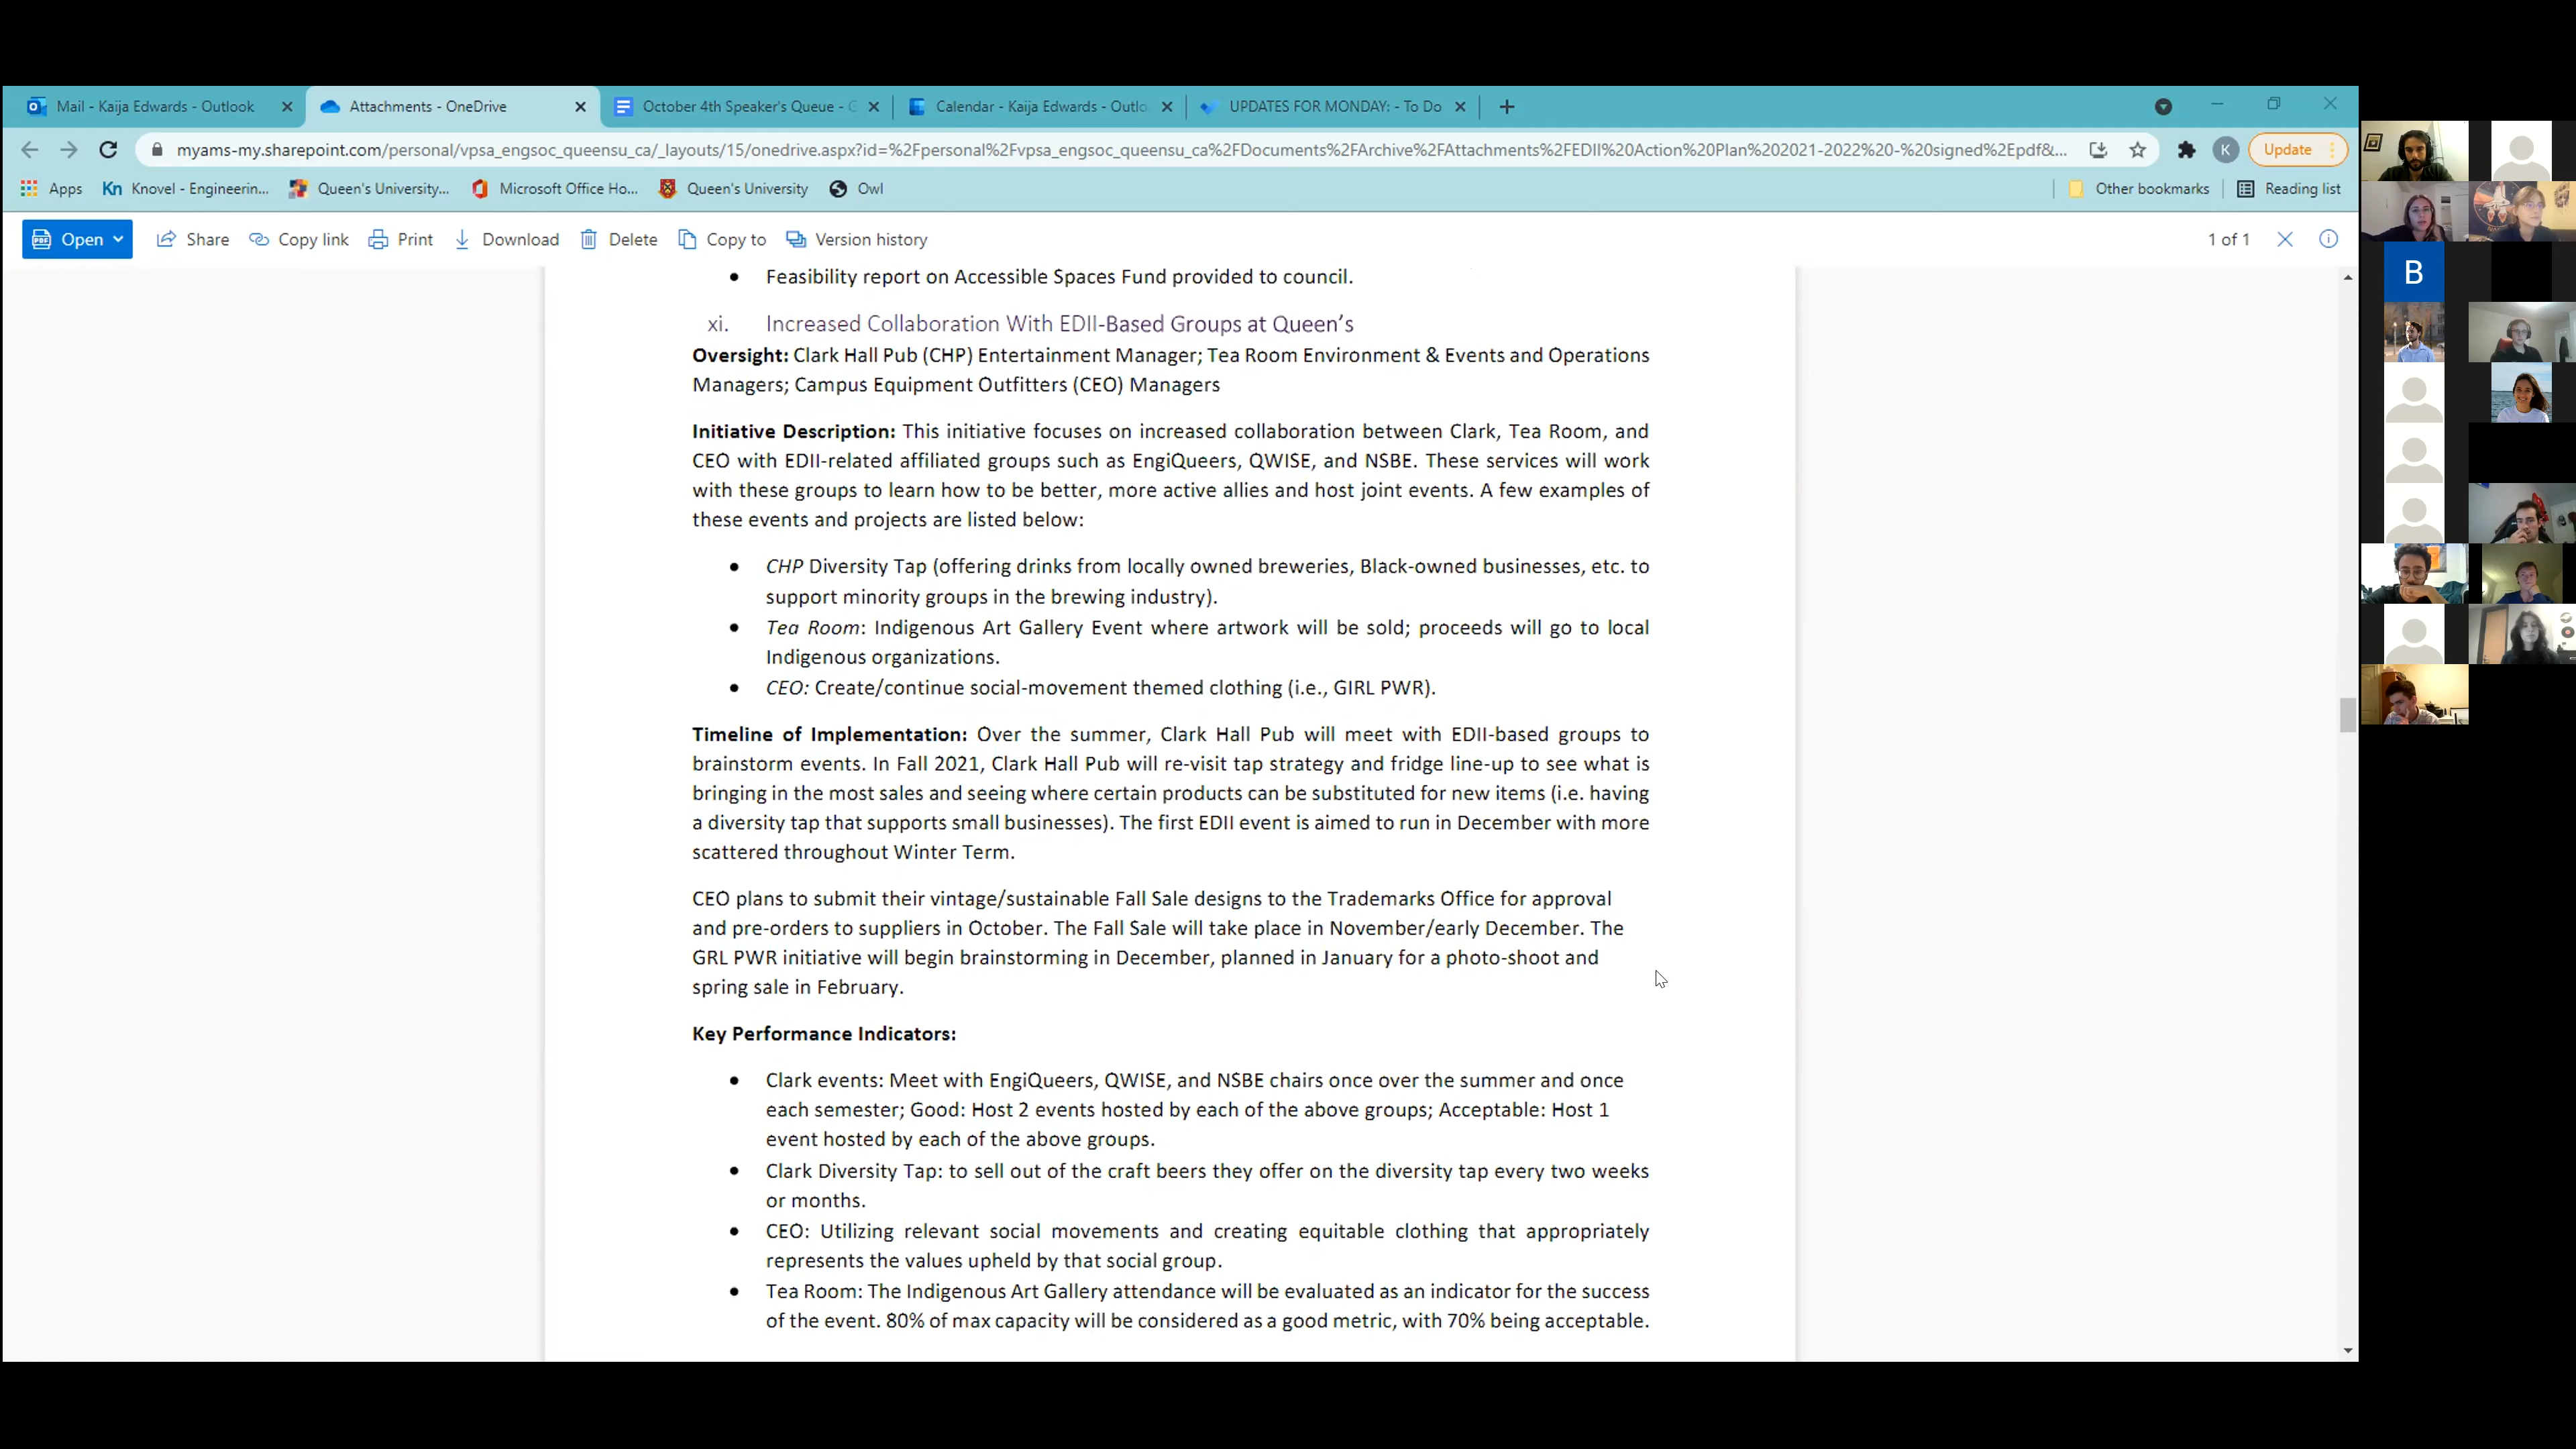 Mail - Kaija Edwards - Outlook
Attachments - OneDrive
October 4th Speaker's Queue - G
Calendar - Kaija Edwards - Outlo
UPDATES FOR MONDAY: - To Do
myams-my.sharepoint.com/personal/vpsa_engsoc_queensu_ca/_layouts/15/onedrive.aspx?id=%2Fpersonal%2Fvpsa_engsoc_queensu_ca%2FDocuments%2FArchive%2FAttachments%2FEDII%20Action%20Plan%202021-2022%20-%20signed%2Epdf&...
K
Update
Apps
Kn Knovel - Engineerin...
Queen's University...
Microsoft Office Ho...
Queen's University
Owl
Other bookmarks
Reading list
Open
Share
Copy link
Print
Download
Delete
Copy to
Version history
1 of 1
• Feasibility report on Accessible Spaces Fund provided to council.
xi. Increased Collaboration With EDII-Based Groups at Queen's
Oversight: Clark Hall Pub (CHP) Entertainment Manager; Tea Room Environment & Events and Operations
Managers; Campus Equipment Outfitters (CEO) Managers
Initiative Description: This initiative focuses on increased collaboration between Clark, Tea Room, and
CEO with EDII-related affiliated groups such as EngiQueers, QWISE, and NSBE. These services will work
with these groups to learn how to be better, more active allies and host joint events. A few examples of
these events and projects are listed below:
• CHP Diversity Tap (offering drinks from locally owned breweries, Black-owned businesses, etc. to
support minority groups in the brewing industry).
• Tea Room: Indigenous Art Gallery Event where artwork will be sold; proceeds will go to local
Indigenous organizations.
• CEO: Create/continue social-movement themed clothing (i.e., GIRL PWR).
Timeline of Implementation: Over the summer, Clark Hall Pub will meet with EDII-based groups to
brainstorm events. In Fall 2021, Clark Hall Pub will re-visit tap strategy and fridge line-up to see what is
bringing in the most sales and seeing where certain products can be substituted for new items (i.e. having
a diversity tap that supports small businesses). The first EDII event is aimed to run in December with more
scattered throughout Winter Term.
CEO plans to submit their vintage/sustainable Fall Sale designs to the Trademarks Office for approval
and pre-orders to suppliers in October. The Fall Sale will take place in November/early December. The
GRL PWR initiative will begin brainstorming in December, planned in January for a photo-shoot and
spring sale in February.
Key Performance Indicators:
• Clark events: Meet with EngiQueers, QWISE, and NSBE chairs once over the summer and once
each semester; Good: Host 2 events hosted by each of the above groups; Acceptable: Host 1
event hosted by each of the above groups.
• Clark Diversity Tap: to sell out of the craft beers they offer on the diversity tap every two weeks
or months.
• CEO: Utilizing relevant social movements and creating equitable clothing that appropriately
represents the values upheld by that social group.
• Tea Room: The Indigenous Art Gallery attendance will be evaluated as an indicator for the success
of the event. 80% of max capacity will be considered as a good metric, with 70% being acceptable.
B